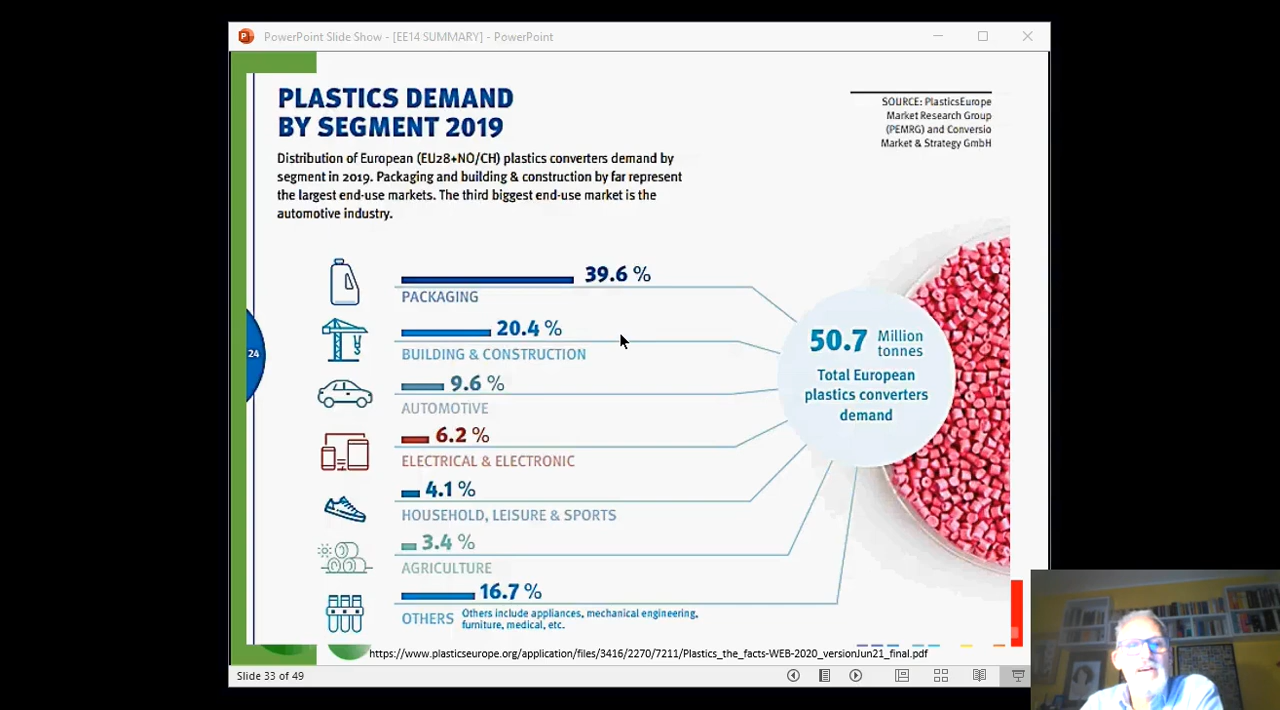 PowerPoint Slide Show - [EE14 SUMMARY] - PowerPoint
PLASTICS DEMAND
BY SEGMENT 2019
SOURCE: PlasticsEurope
Market Research Group
(PEMRG) and Conversio
Market & Strategy GmbH
Distribution of European (EU28+NO/CH) plastics converters demand by
segment in 2019. Packaging and building & construction by far represent
the largest end-use markets. The third biggest end-use market is the
automotive industry.
39.6 %
PACKAGING
20.4 %
BUILDING & CONSTRUCTION
9.6 %
AUTOMOTIVE
6.2 %
ELECTRICAL & ELECTRONIC
4.1 %
HOUSEHOLD, LEISURE & SPORTS
3.4 %
AGRICULTURE
16.7 %
OTHERS Others include appliances, mechanical engineering,
furniture, medical, etc.
50.7 Million
tonnes
Total European
plastics converters
demand
24
https://www.plasticseurope.org/application/files/3416/2270/7211/Plastics_the_facts-WEB-2020_versionJun21_final.pdf
Slide 33 of 49